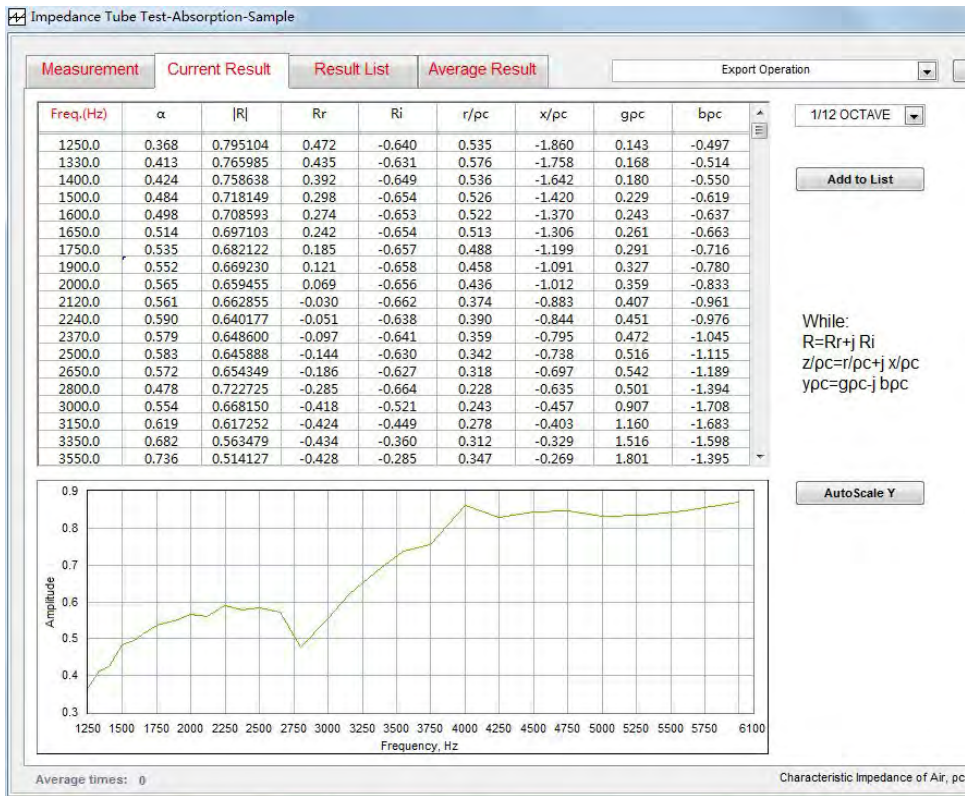 Impedance Tube Test-Absorption-Sample
Measurement Current Result Result List Average Result Export Operation
Freq.(Hz) α |R| Rr Ri r/ρc x/ρc gρc bρc
1/12 OCTAVE
1250.0 0.368 0.795104 0.472 -0.640 0.535 -1.860 0.143 -0.497
1330.0 0.413 0.765985 0.435 -0.631 0.576 -1.758 0.168 -0.514
1400.0 0.424 0.758638 0.392 -0.649 0.536 -1.642 0.180 -0.550
1500.0 0.484 0.718149 0.298 -0.654 0.526 -1.420 0.229 -0.619
1600.0 0.498 0.708593 0.274 -0.653 0.522 -1.370 0.243 -0.637
1650.0 0.514 0.697103 0.242 -0.654 0.513 -1.306 0.261 -0.663
1750.0 0.535 0.682122 0.185 -0.657 0.488 -1.199 0.291 -0.716
1900.0 0.552 0.669230 0.121 -0.658 0.458 -1.091 0.327 -0.780
2000.0 0.565 0.659455 0.069 -0.656 0.436 -1.012 0.359 -0.833
2120.0 0.561 0.662855 -0.030 -0.662 0.374 -0.883 0.407 -0.961
2240.0 0.590 0.640177 -0.051 -0.638 0.390 -0.844 0.451 -0.976
2370.0 0.579 0.648600 -0.097 -0.641 0.359 -0.795 0.472 -1.045
2500.0 0.583 0.645888 -0.144 -0.630 0.342 -0.738 0.516 -1.115
2650.0 0.572 0.654349 -0.186 -0.627 0.318 -0.697 0.542 -1.189
2800.0 0.478 0.722725 -0.285 -0.664 0.228 -0.635 0.501 -1.394
3000.0 0.554 0.668150 -0.418 -0.521 0.243 -0.457 0.907 -1.708
3150.0 0.619 0.617252 -0.424 -0.449 0.278 -0.403 1.160 -1.683
3350.0 0.682 0.563479 -0.434 -0.360 0.312 -0.329 1.516 -1.598
3550.0 0.736 0.514127 -0.428 -0.285 0.347 -0.269 1.801 -1.395
Add to List
While:
R=Rr+j Ri
z/ρc=r/ρc+j x/ρc
yρc=gρc-j bρc
AutoScale Y
0.9
0.8
0.7
0.6
0.5
0.4
0.3
Amplitude
1250 1500 1750 2000 2250 2500 2750 3000 3250 3500 3750 4000 4250 4500 4750 5000 5250 5500 5750 6100
Frequency, Hz
Average times: 0
Characteristic Impedance of Air, ρc